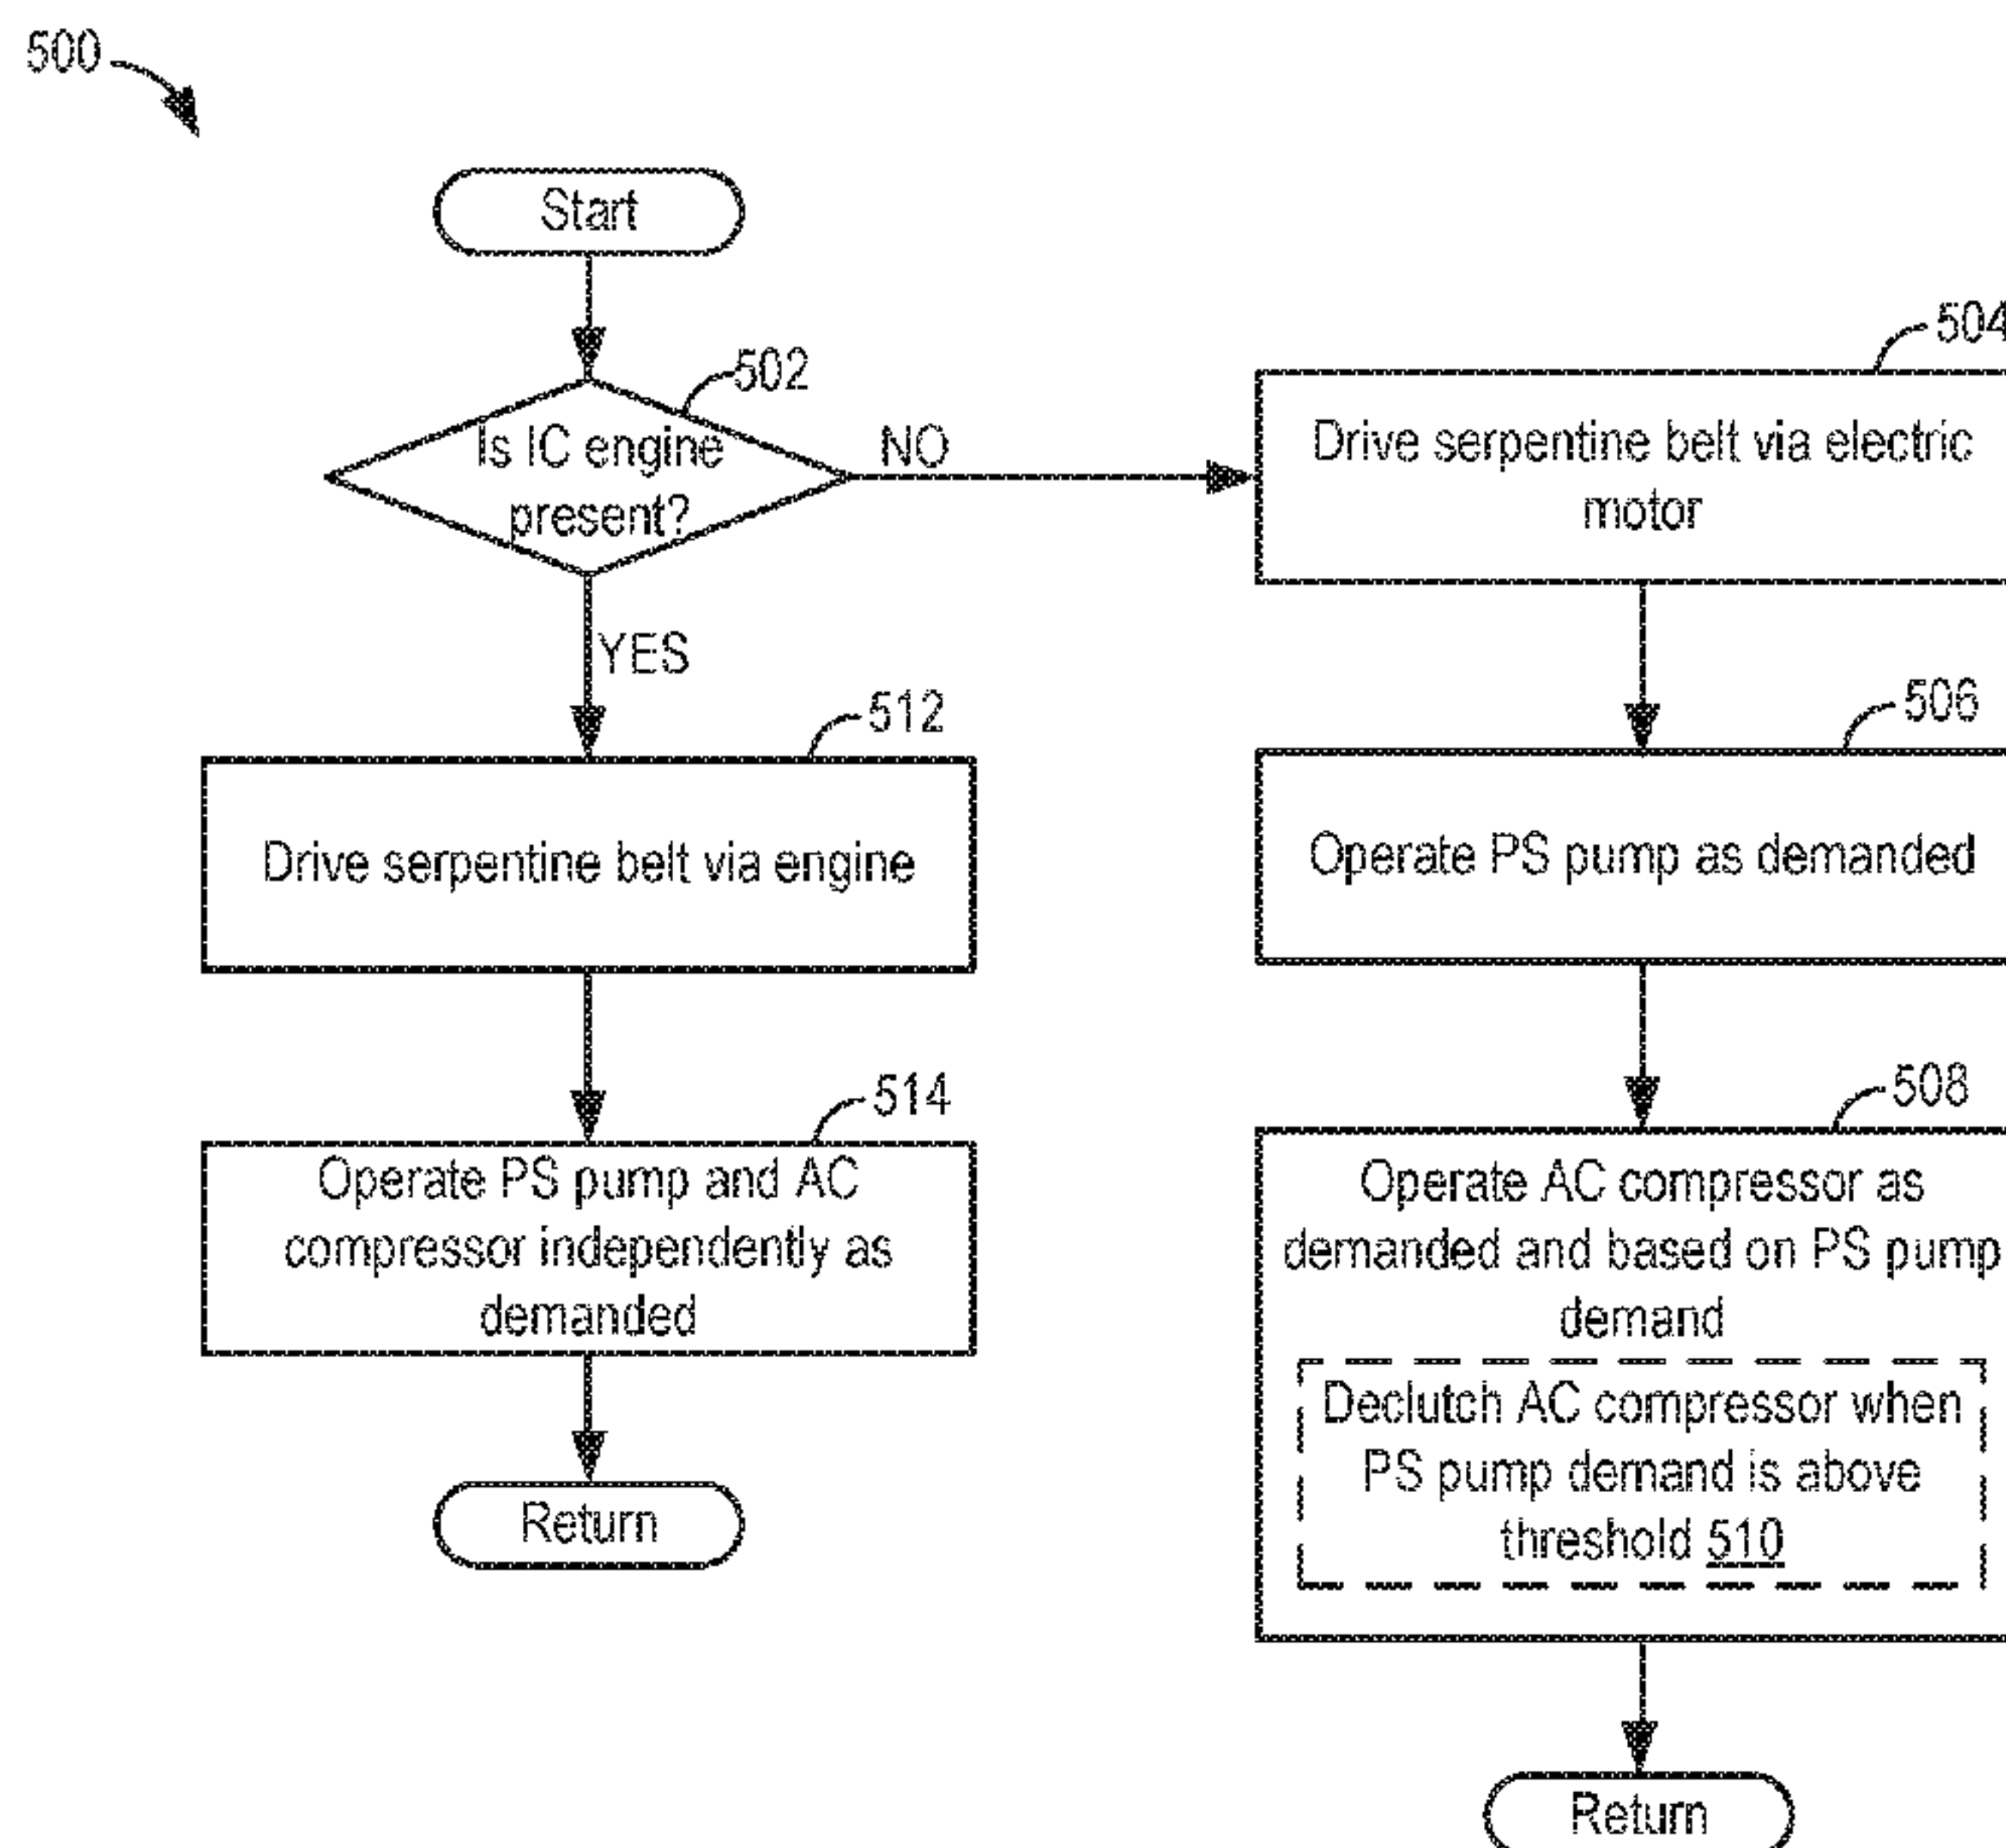 500
Start
502
Is IC engine
present?
NO
YES
512
Drive serpentine belt via engine
514
Operate PS pump and AC
compressor independently as
demanded
Return
504
Drive serpentine belt via electric
motor
506
Operate PS pump as demanded
508
Operate AC compressor as
demanded and based on PS pump
demand
Declutch AC compressor when
PS pump demand is above
threshold 510
Return